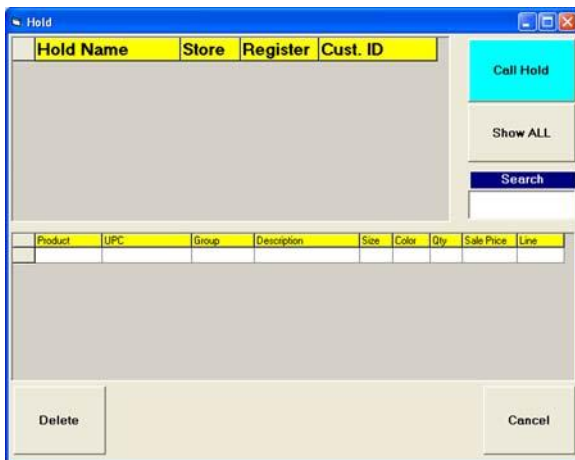 Hold
Hold Name Store Register Cust. ID
Call Hold
Show ALL
Search
Product UPC Group Description Size Color Qty Sale Price Line
Delete Cancel